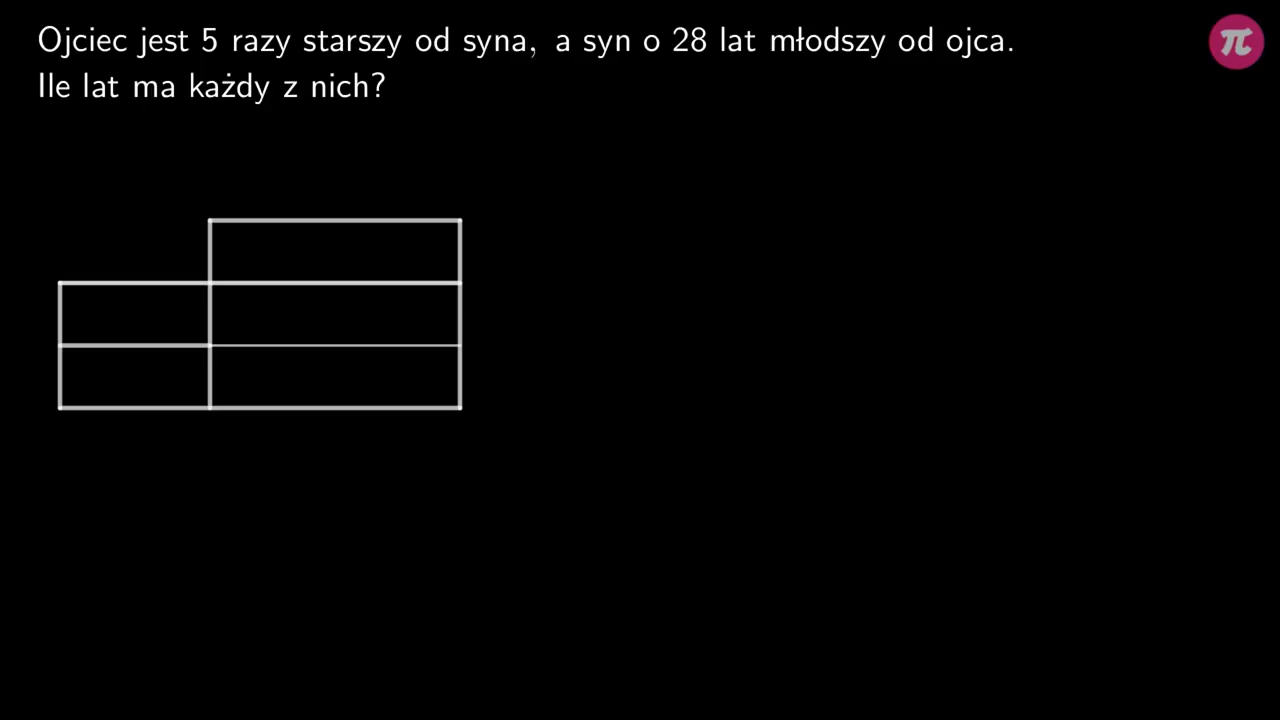 Ojciec jest 5 razy starszy od syna, a syn o 28 lat młodszy od ojca.
Ile lat ma każdy z nich?
π